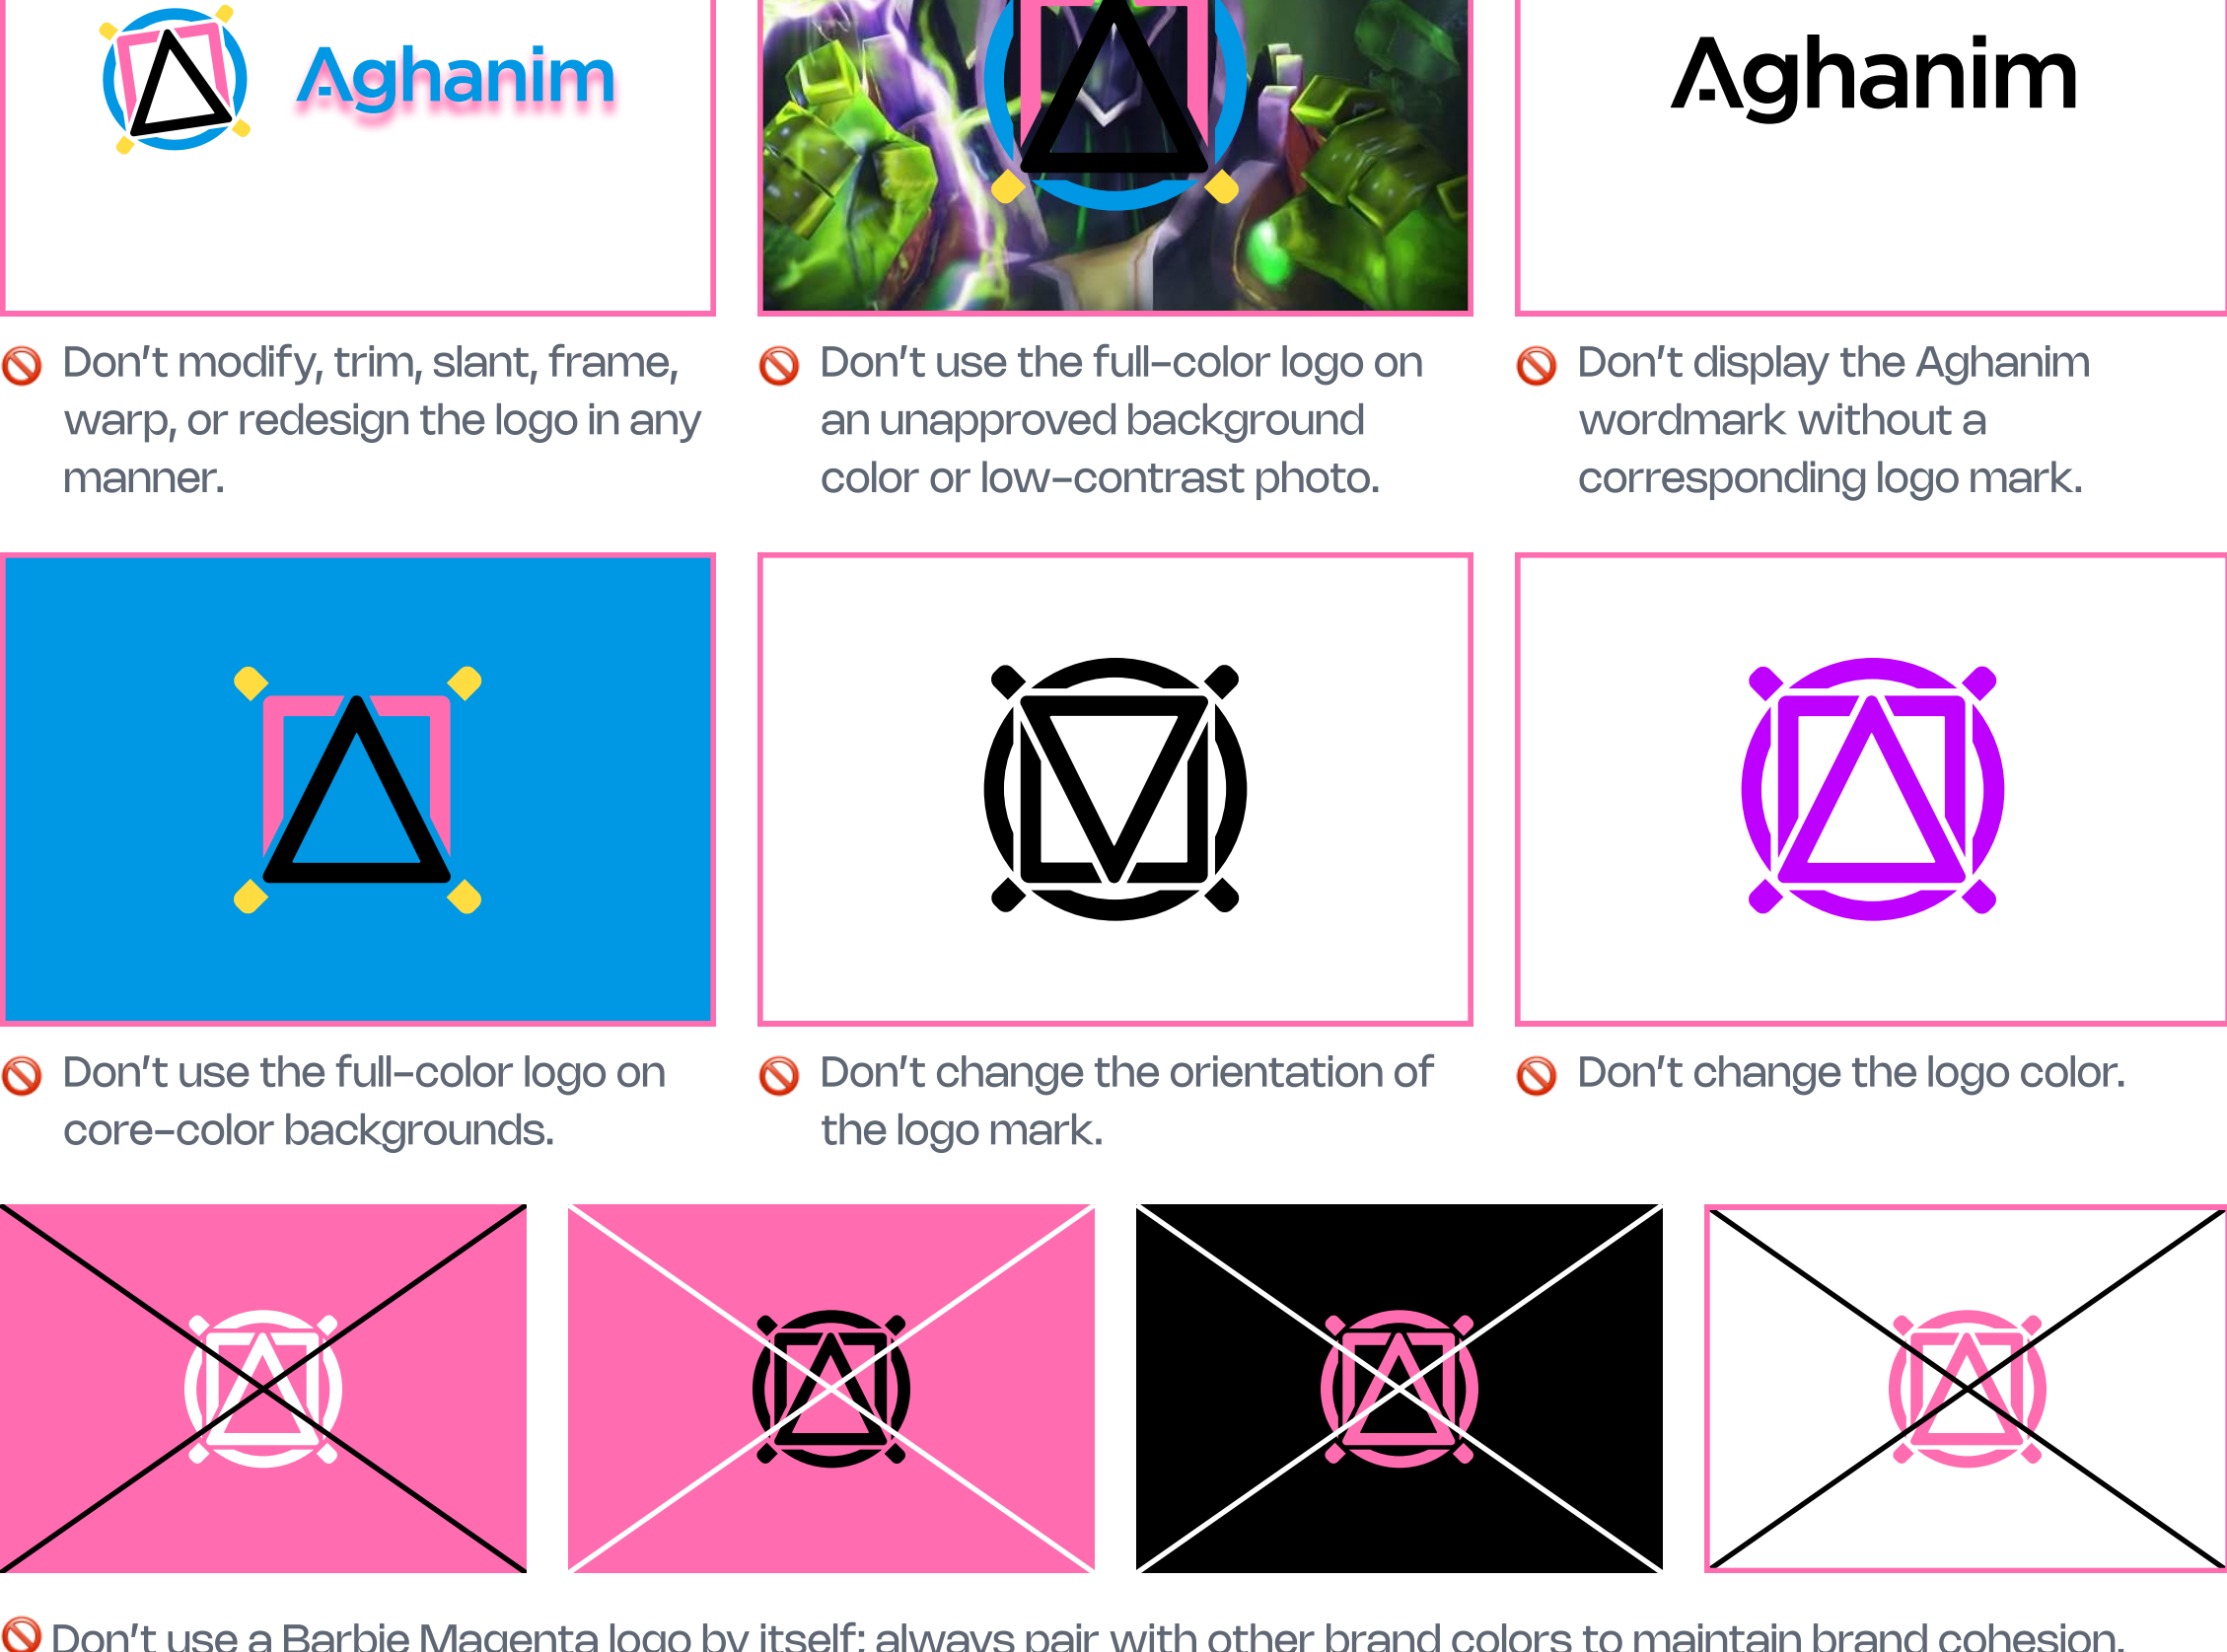 Aghanim
Aghanim
Don't modify, trim, slant, frame,
warp, or redesign the logo in any
manner.
Don't use the full-color logo on
an unapproved background
color or low-contrast photo.
Don't display the Aghanim
wordmark without a
corresponding logo mark.
Don't use the full-color logo on
core-color backgrounds.
Don't change the orientation of
the logo mark.
Don't change the logo color.
Don't use a Barbie Magenta logo by itself; always pair with other brand colors to maintain brand cohesion.